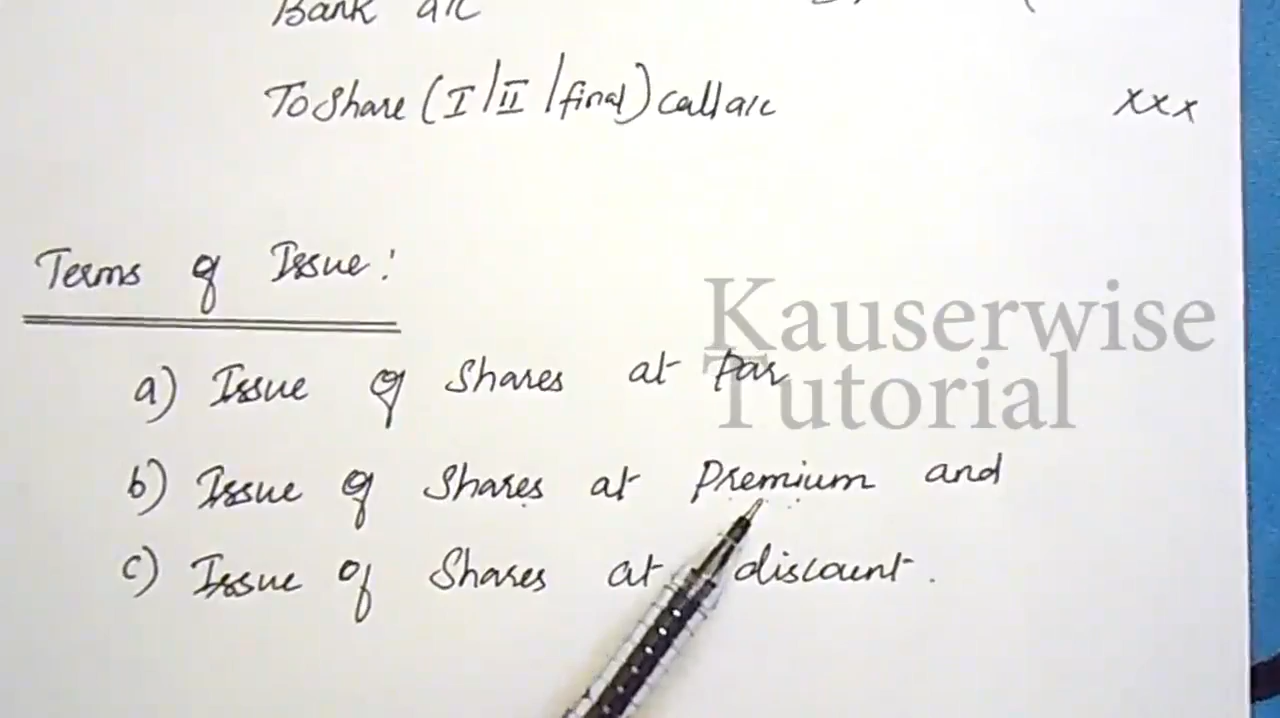 Bank a/c
To Share (I/II/final) call a/c xxx
Terms of Issue:
a) Issue of Shares at par
b) Issue of Shares at Premium and
c) Issue of Shares at discount.
Kauserwise
Tutorial